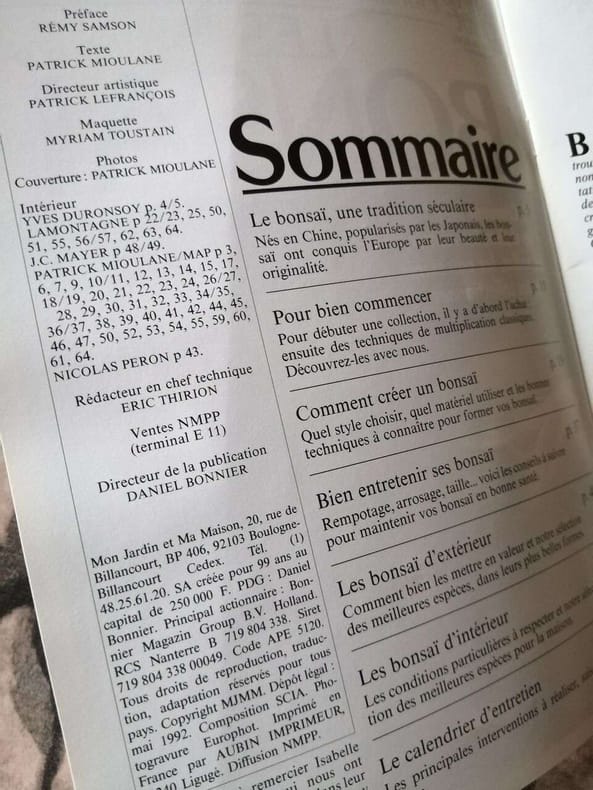 Préface
RÉMY SAMSON
Texte
PATRICK MIOULANE
Directeur artistique
PATRICK LEFRANÇOIS
Maquette
MYRIAM TOUSTAIN
Photos
Couverture : PATRICK MIOULANE
Intérieur
YVES DURONSOY p. 4/5.
LAMONTAGNE p 22/23, 25, 50,
51, 55, 56/57, 62, 63, 64.
J.C. MAYER p 48/49.
PATRICK MIOULANE/MAP p 3,
6, 7, 9, 10/11, 12, 13, 14, 15, 17,
18/19, 20, 21, 22, 23, 24, 26/27,
28, 29, 30, 31, 32, 33, 34/35,
36/37, 38, 39, 40, 41, 42, 44, 45,
46, 47, 50, 52, 53, 54, 55, 59, 60,
61, 64.
NICOLAS PERON p 43.
Rédacteur en chef technique
ERIC THIRION
Ventes NMPP
(terminal E 11)
Directeur de la publication
DANIEL BONNIER
Mon Jardin et Ma Maison, 20, rue de
Billancourt, BP 406, 92103 Boulogne-
Billancourt Cedex. Tél. (1)
48.25.61.20. SA créée pour 99 ans au
capital de 250 000 F. PDG : Daniel
Bonnier. Principal actionnaire : Bon-
nier Magazin Group B.V. Holland.
RCS Nanterre B 719 804 338. Siret
719 804 338 00049. Code APE 5120.
Tous droits de reproduction, traduc-
tion, adaptation réservés pour tous
pays. Copyright MJMM. Dépôt légal :
mai 1992. Composition SCIA. Pho-
togravure Europhot. Imprimé en
France par AUBIN IMPRIMEUR,
240 Ligugé. Diffusion NMPP.
remercier Isabelle
qui nous ont
dans leur
Sommaire
Le bonsaï, une tradition séculaire
Nés en Chine, popularisés par les Japonais, les bon-
saï ont conquis l'Europe par leur beauté et leur
originalité.
Pour bien commencer
Pour débuter une collection, il y a d'abord l'achat
ensuite des techniques de multiplication classiques.
Découvrez-les avec nous.
Comment créer un bonsaï
Quel style choisir, quel matériel utiliser et les bonnes
techniques à connaître pour former vos bonsaï.
Bien entretenir ses bonsaï
Rempotage, arrosage, taille... voici les conseils à suivre
pour maintenir vos bonsaï en bonne santé.
Les bonsaï d'extérieur
Comment bien les mettre en valeur et notre sélection
des meilleures espèces, dans leurs plus belles formes.
Les bonsaï d'intérieur
Les conditions particulières à respecter et notre
tion des meilleures espèces pour la maison.
Le calendrier d'entretien
Les principales interventions à réaliser,
B
trou
non
tat
de